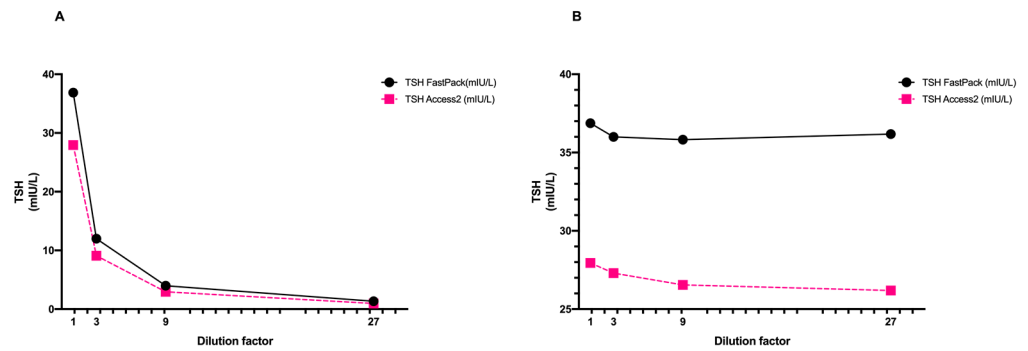 A
TSH FastPack(mIU/L)
TSH Access2 (mIU/L)
40
30
20
10
0
TSH
(mIU/L)
1 3 9 27
Dilution factor
B
TSH FastPack (mIU/L)
TSH Access2 (mIU/L)
40
35
30
25
TSH
(mIU/L)
1 3 9 27
Dilution factor